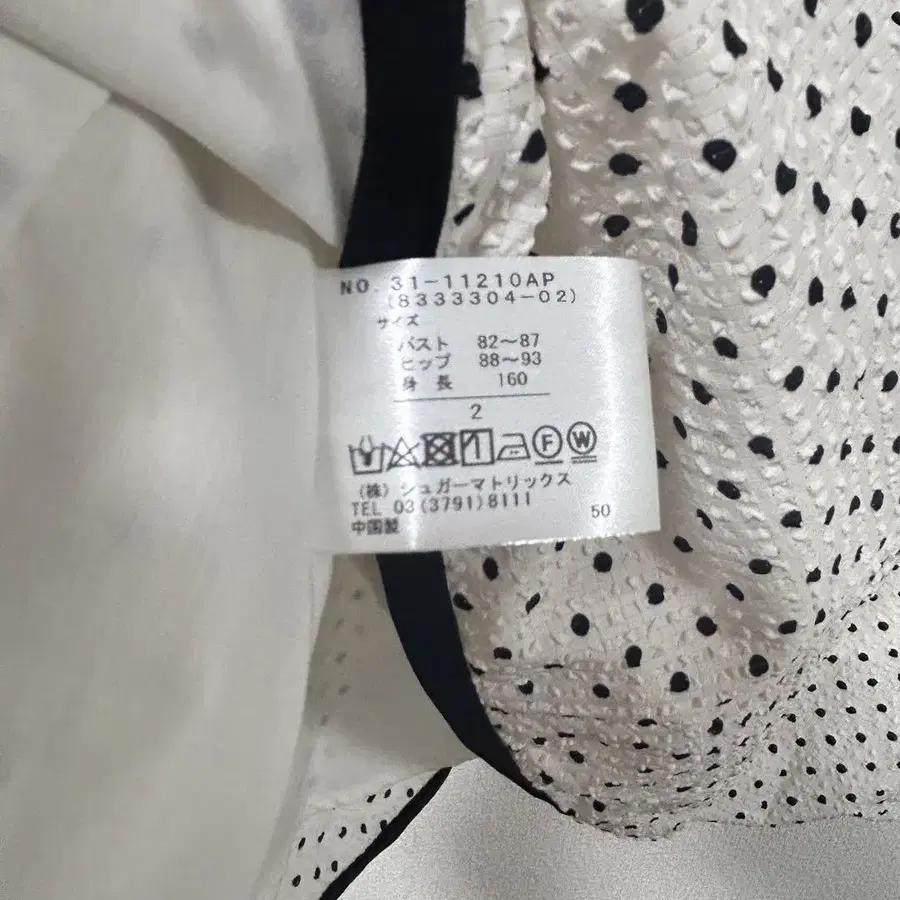 NO. 31-11210AP
(8333304-02)
サイズ
バスト 82〜87
ヒップ 88〜93
身長 160
2
F W
(株) シュガーマトリックス
TEL 03(3791)8111
中国製 50